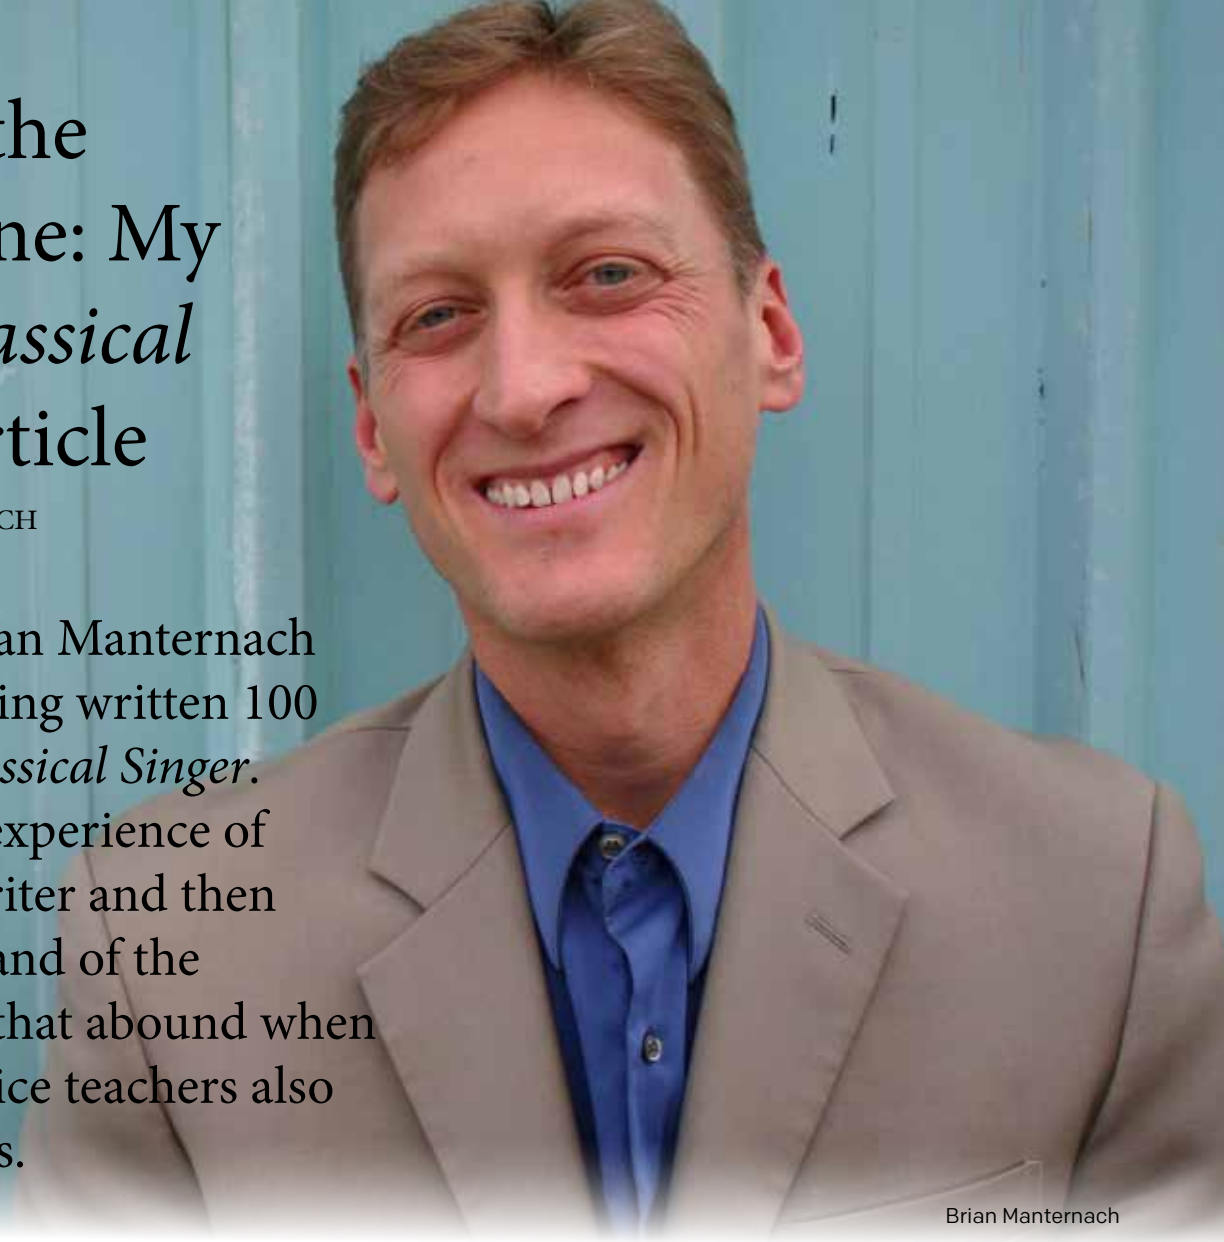 the
ne: My
assical
rticle
CH
an Manternach
ing written 100
ssical Singer.
experience of
riter and then
and of the
that abound when
ice teachers also
s.
Brian Manternach